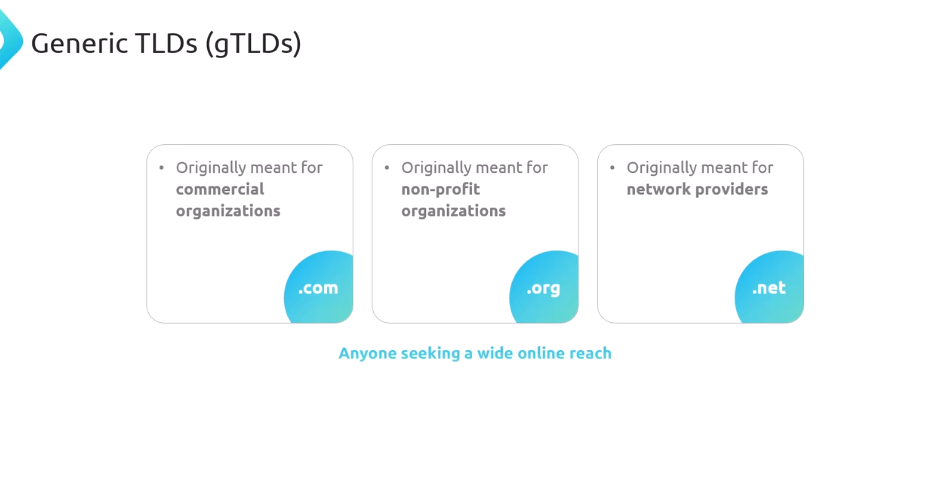 Generic TLDs (gTLDs)
• Originally meant for
commercial
organizations
.com
• Originally meant for
non-profit
organizations
.org
• Originally meant for
network providers
.net
Anyone seeking a wide online reach